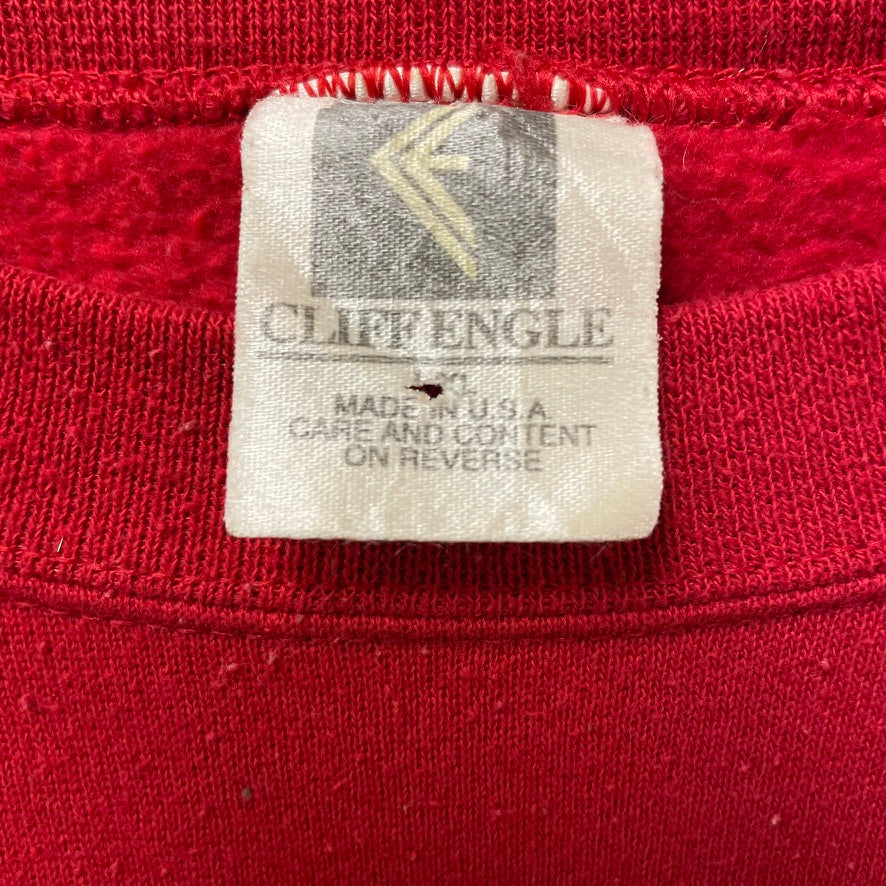 CLIFF ENGLE
MADE IN U.S.A.
CARE AND CONTENT
ON REVERSE